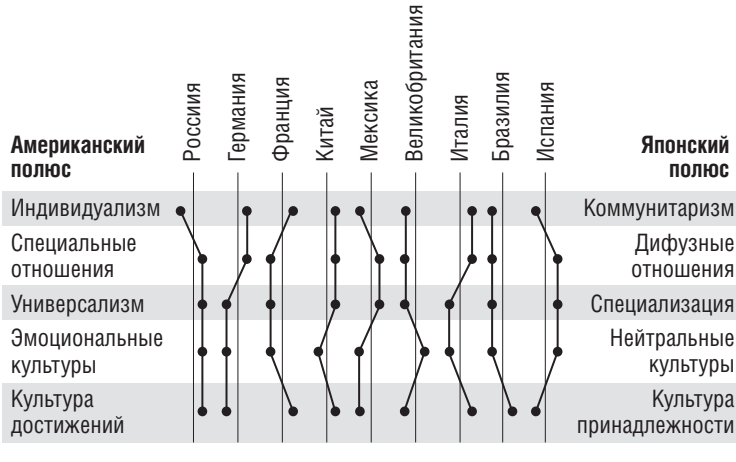 Американский
полюс
Россиия
Германия
Франция
Китай
Мексика
Великобритания
Италия
Бразилия
Испания
Японский
полюс
Индивидуализм
Коммунитаризм
Специальные
отношения
Дифузные
отношения
Универсализм
Специализация
Эмоциональные
культуры
Нейтральные
культуры
Культура
достижений
Культура
принадлежности